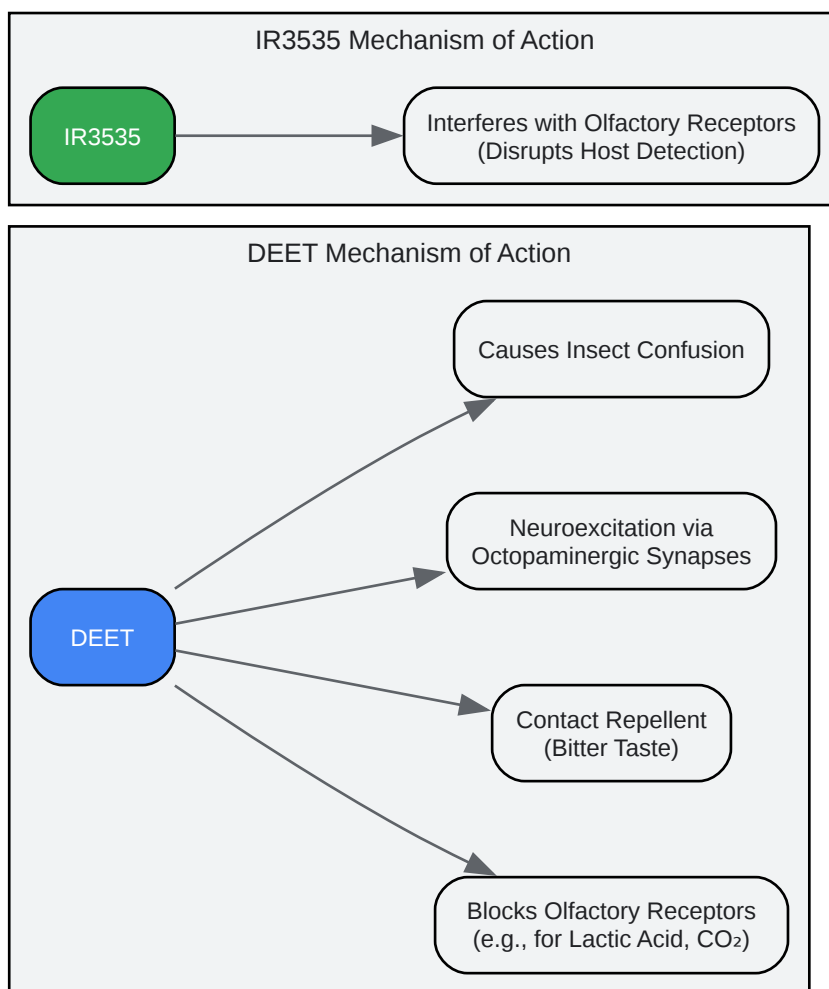 IR3535 Mechanism of Action
IR3535
Interferes with Olfactory Receptors
(Disrupts Host Detection)
DEET Mechanism of Action
Causes Insect Confusion
Neuroexcitation via
Octopaminergic Synapses
DEET
Contact Repellent
(Bitter Taste)
Blocks Olfactory Receptors
(e.g., for Lactic Acid, CO₂)